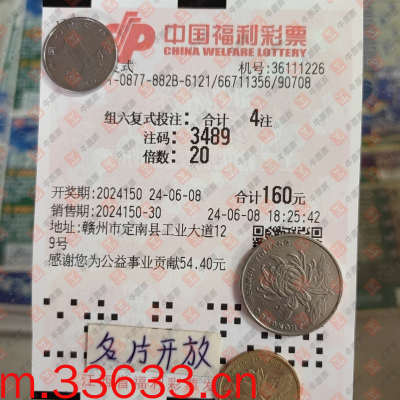 中国福利彩票
CHINA WELFARE LOTTERY
式
-0877-882B-6121/66711356/90708 机号:36111226
组六复式投注: 合计 4注
注码: 3489
倍数: 20
开奖期:2024150 24-06-08 合计160元
销售期:2024150-30 24-06-08 18:25:42
地址:赣州市定南县工业大道12
9号
感谢您为公益事业贡献54.40元
名片开放
m.33633.cn